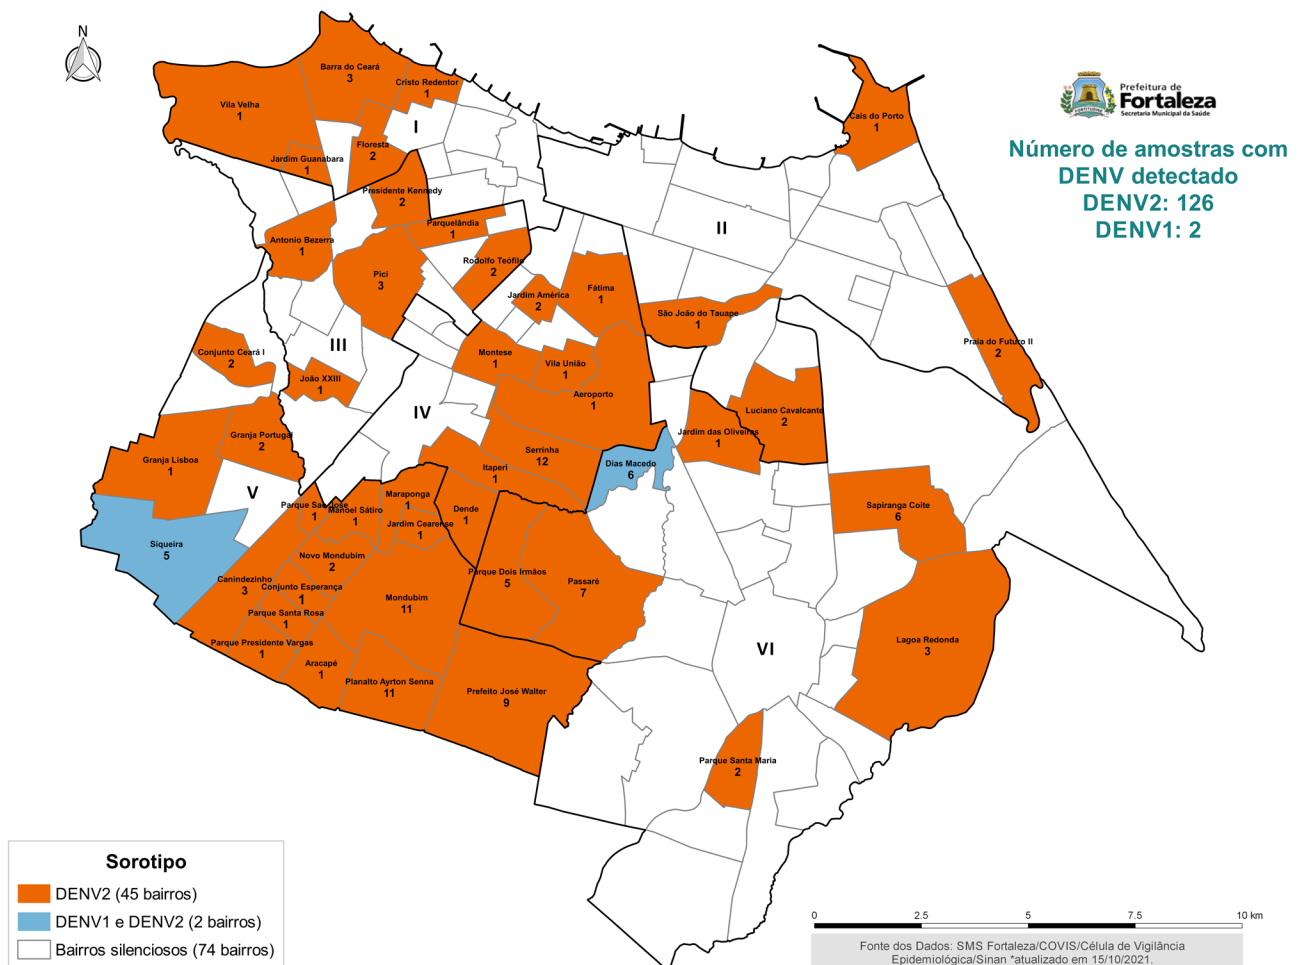 N
Prefeitura de
Fortaleza
Secretaria Municipal da Saúde
Número de amostras com
DENV detectado
DENV2: 126
DENV1: 2
Barra do Ceará
3
Cristo Redentor
1
Vila Velha
1
I
Cais do Porto
1
Floresta
2
Jardim Guanabara
1
Presidente Kennedy
2
Parquelândia
1
II
Antonio Bezerra
1
Rodolfo Teófilo
2
Pici
3
Fátima
1
Jardim América
2
São João do Tauape
1
Praia do Futuro II
2
III
Conjunto Ceará I
2
Montese
1
Vila União
1
João XXIII
1
Aeroporto
1
IV
Luciano Cavalcante
2
Jardim das Oliveiras
1
Granja Portugal
2
Granja Lisboa
1
Serrinha
12
Itaperi
1
Dias Macedo
6
V
Maraponga
1
Parque São José
1
Manoel Sátiro
1
Dende
1
Jardim Cearense
1
Sapiranga Coite
6
Siqueira
5
Novo Mondubim
2
Canindezinho
3
Conjunto Esperança
1
Parque Dois Irmãos
5
Passaré
7
Mondubim
11
Parque Santa Rosa
1
Parque Presidente Vargas
1
Lagoa Redonda
3
VI
Aracapé
1
Planalto Ayrton Senna
11
Prefeito José Walter
9
Parque Santa Maria
2
Sorotipo
DENV2 (45 bairros)
DENV1 e DENV2 (2 bairros)
Bairros silenciosos (74 bairros)
0 2.5 5 7.5 10 km
Fonte dos Dados: SMS Fortaleza/COVIS/Célula de Vigilância
Epidemiológica/Sinan *atualizado em 15/10/2021.